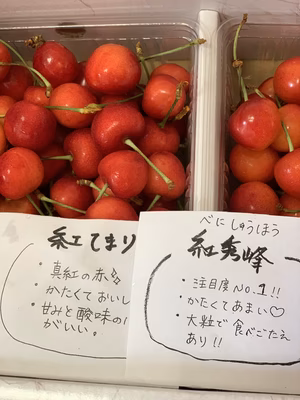 紅てまり
・真紅の赤✨
・かたくておいし
・甘みと酸味の
がいい。
べにしゅうほう
紅秀峰
・注目度NO.1!!
・かたくてあまい♡
・大粒で食べごたえ
あり!!